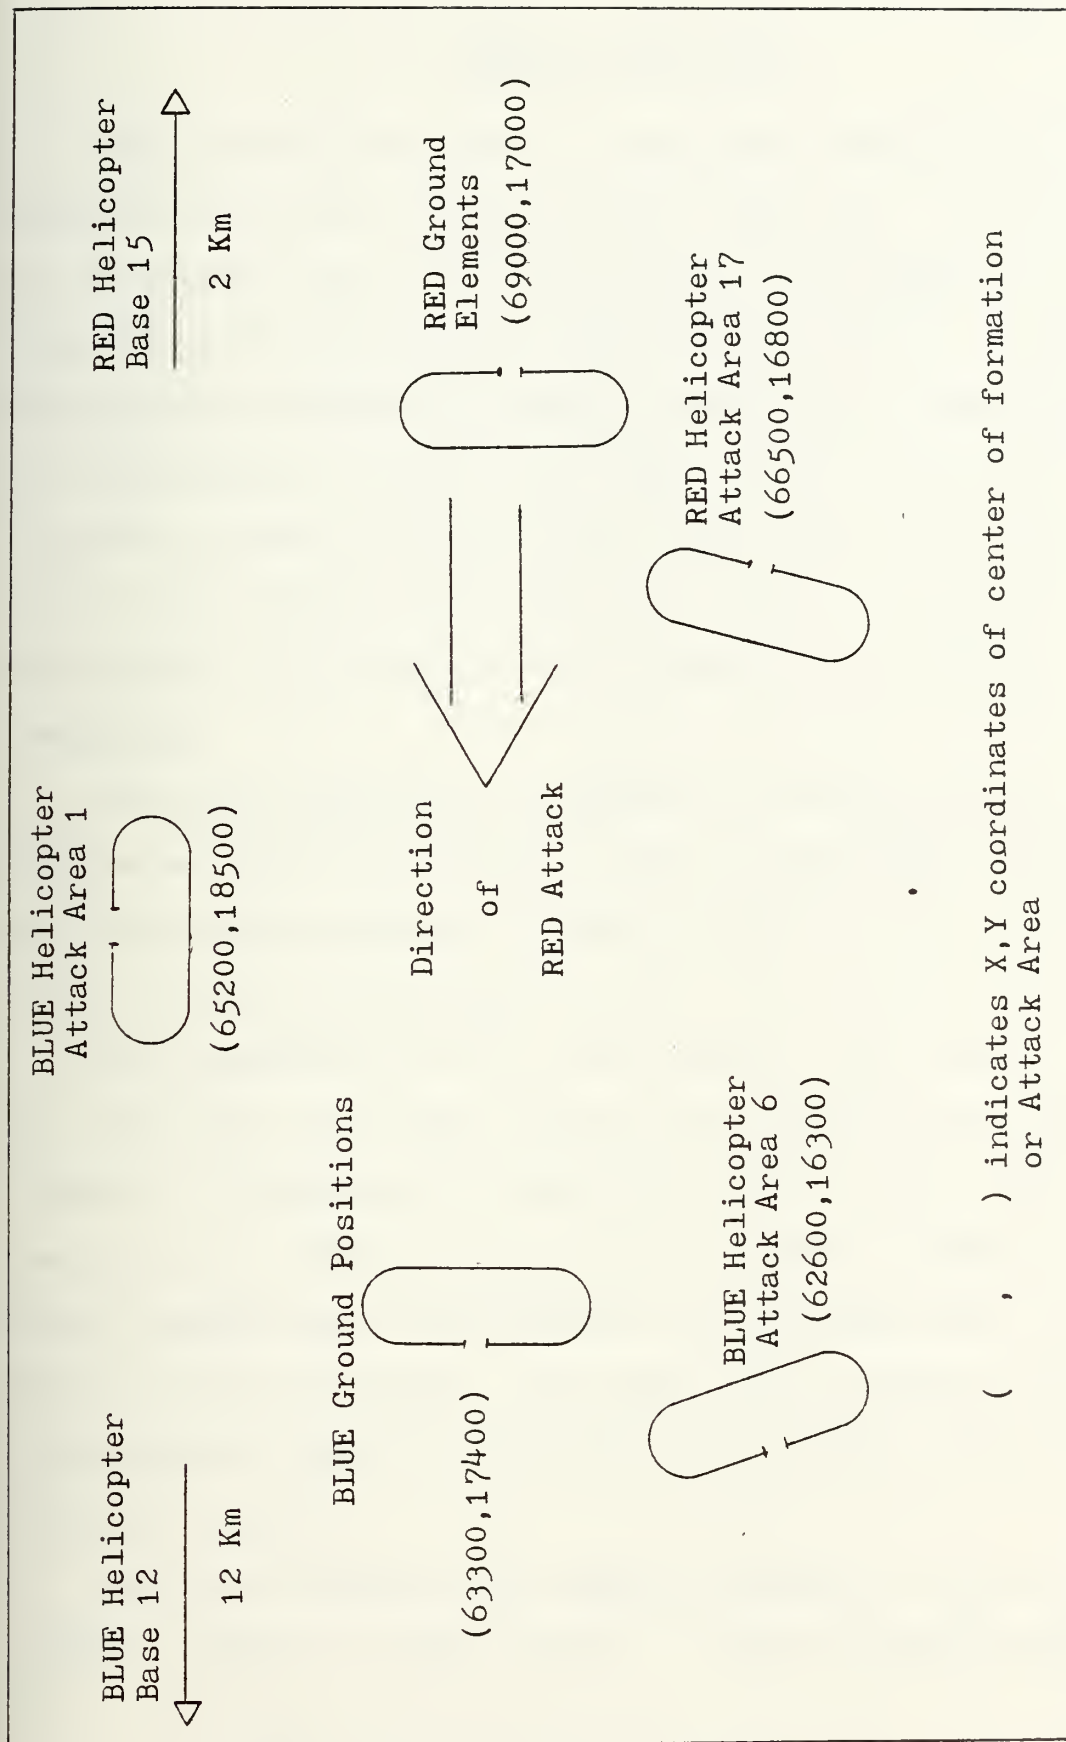 BLUE Helicopter
Base 12
12 Km
BLUE Helicopter
Attack Area 1
(65200,18500)
RED Helicopter
Base 15
2 Km
BLUE Ground Positions
(63300,17400)
Direction
of
RED Attack
RED Ground
Elements
(69000,17000)
BLUE Helicopter
Attack Area 6
(62600,16300)
RED Helicopter
Attack Area 17
(66500,16800)
( , ) indicates X,Y coordinates of center of formation
or Attack Area